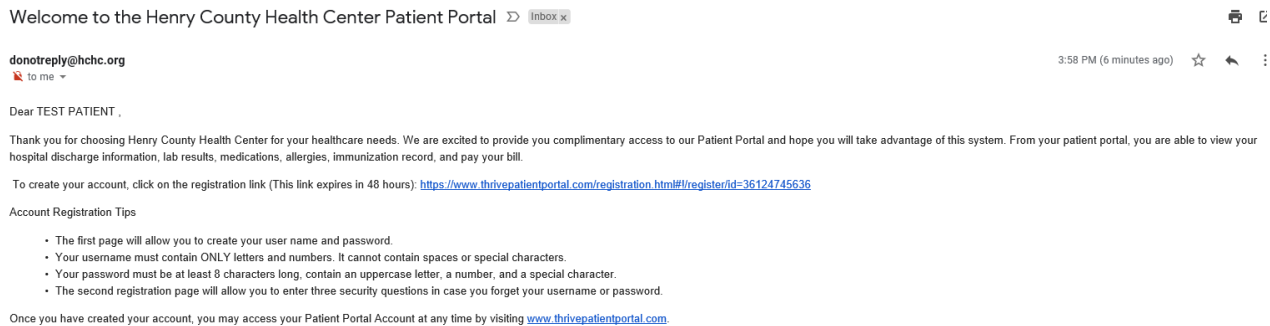 Welcome to the Henry County Health Center Patient Portal Inbox x
donotreply@hchc.org 3:58 PM (6 minutes ago)
to me
Dear TEST PATIENT ,
Thank you for choosing Henry County Health Center for your healthcare needs. We are excited to provide you complimentary access to our Patient Portal and hope you will take advantage of this system. From your patient portal, you are able to view your
hospital discharge information, lab results, medications, allergies, immunization record, and pay your bill.
To create your account, click on the registration link (This link expires in 48 hours): https://www.thrivepatientportal.com/registration.html#!/register/id=36124745636
Account Registration Tips
• The first page will allow you to create your user name and password.
• Your username must contain ONLY letters and numbers. It cannot contain spaces or special characters.
• Your password must be at least 8 characters long, contain an uppercase letter, a number, and a special character.
• The second registration page will allow you to enter three security questions in case you forget your username or password.
Once you have created your account, you may access your Patient Portal Account at any time by visiting www.thrivepatientportal.com.